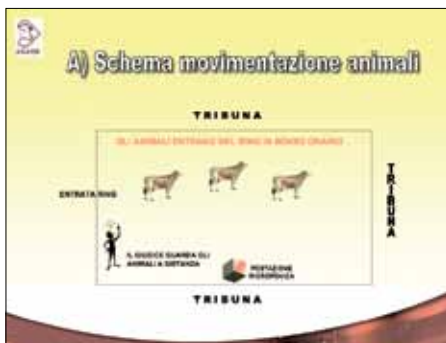 A) Schema movimentazione animali
TRIBUNA
GLI ANIMALI ENTRANO NEL RING IN SENSO ORARIO
ENTRATA RING
TRIBUNA
IL GIUDICE GUARDA GLI
ANIMALI A DISTANZA
POSTAZIONE
MICROFONICA
TRIBUNA